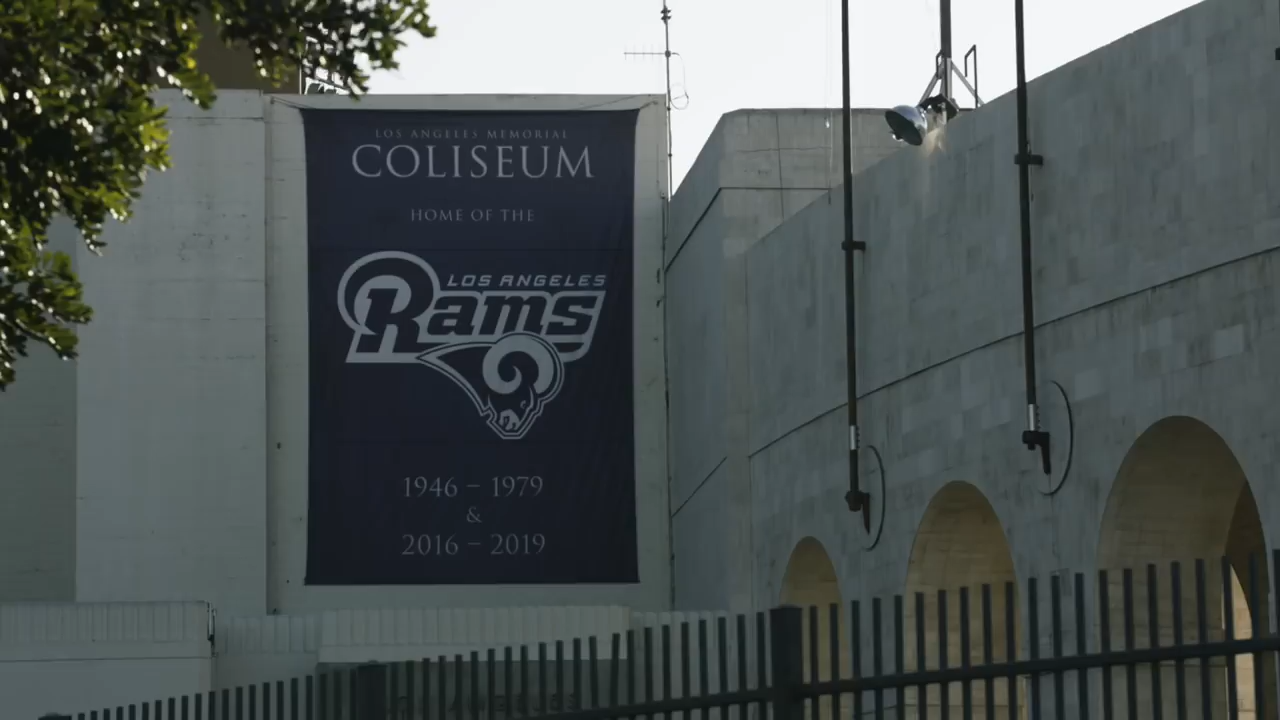 LOS ANGELES MEMORIAL
COLISEUM
HOME OF THE
LOS ANGELES
Rams
1946 – 1979
&
2016 – 2019